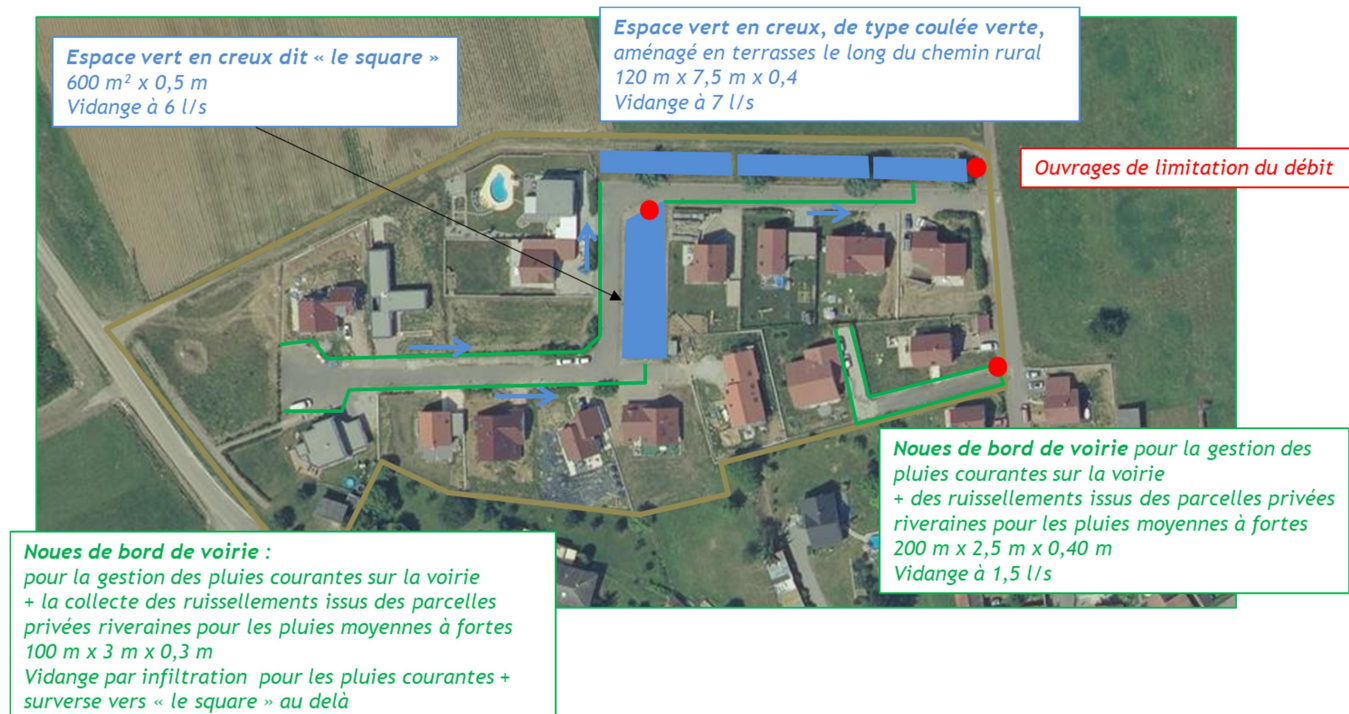 Espace vert en creux dit « le square »
600 m² x 0,5 m
Vidange à 6 l/s
Espace vert en creux, de type coulée verte,
aménagé en terrasses le long du chemin rural
120 m x 7,5 m x 0,4
Vidange à 7 l/s
Ouvrages de limitation du débit
Noues de bord de voirie pour la gestion des
pluies courantes sur la voirie
+ des ruissellements issus des parcelles privées
riveraines pour les pluies moyennes à fortes
200 m x 2,5 m x 0,40 m
Vidange à 1,5 l/s
Noues de bord de voirie :
pour la gestion des pluies courantes sur la voirie
+ la collecte des ruissellements issus des parcelles
privées riveraines pour les pluies moyennes à fortes
100 m x 3 m x 0,3 m
Vidange par infiltration pour les pluies courantes +
surverse vers « le square » au delà